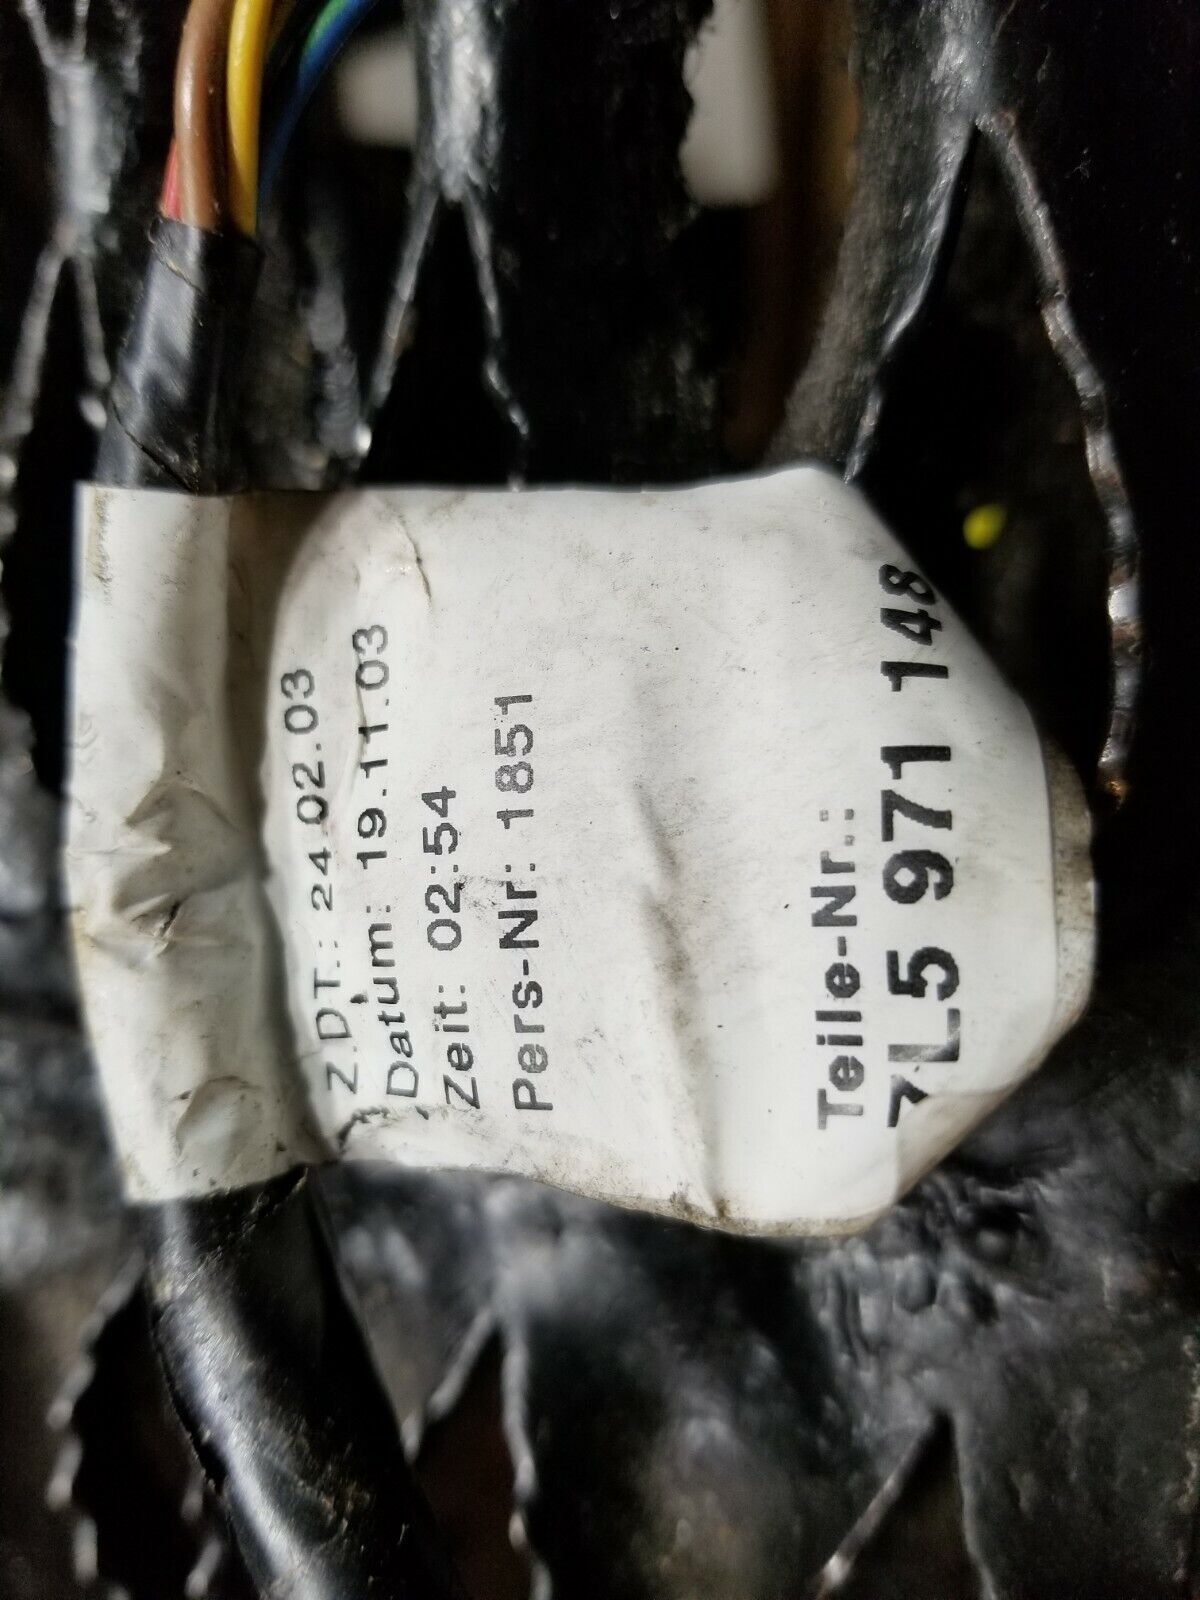 Z.DT.: 24.02.03
Datum: 19.11.03
Zeit: 02:54
Pers-Nr: 1851
Teile-Nr.:
7L5 971 148